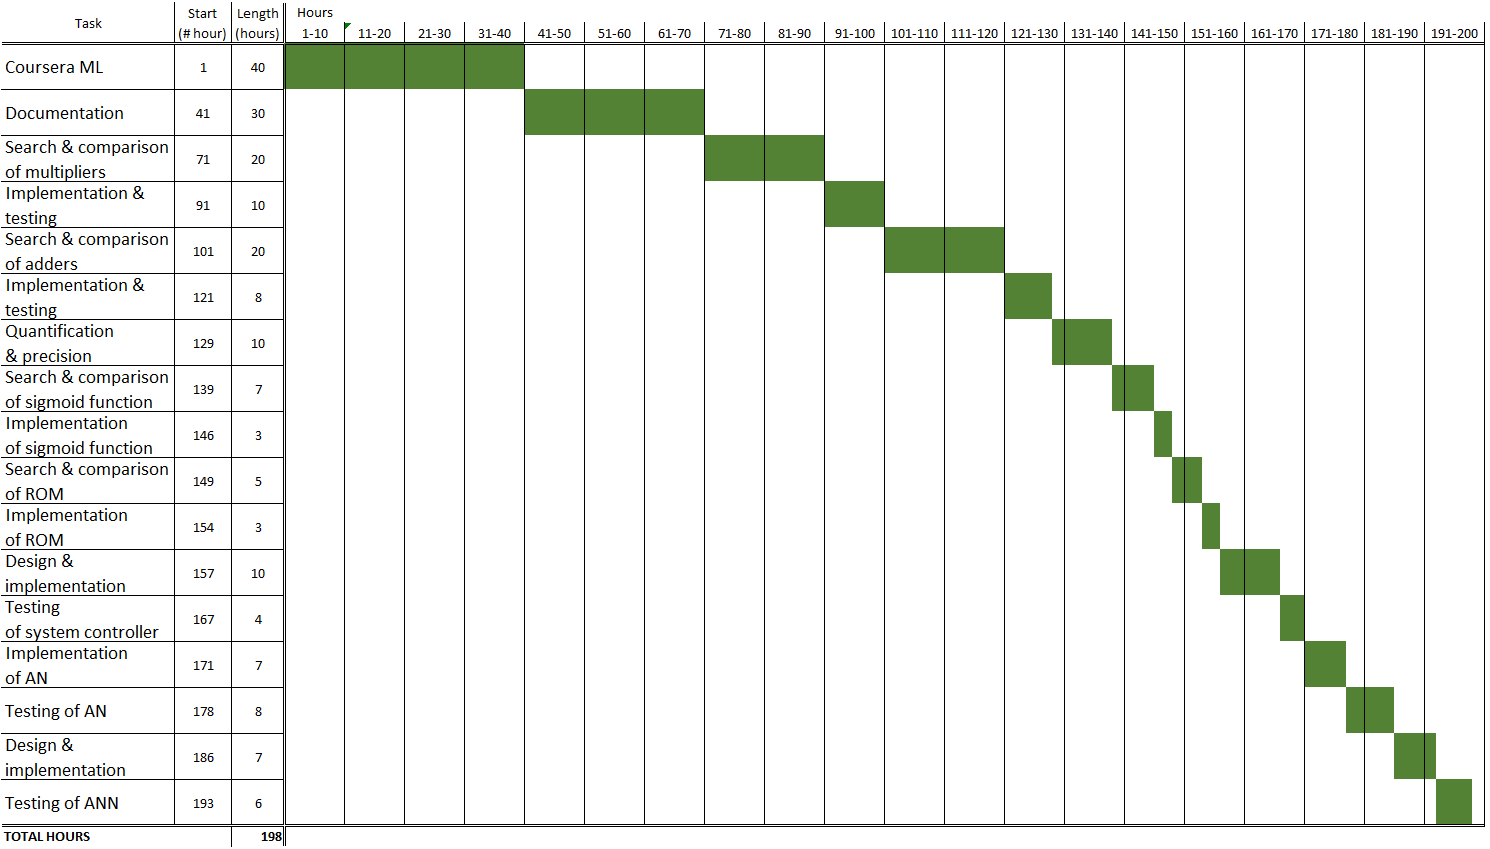 Task Start (# hour) Length (hours) Hours
1-10 11-20 21-30 31-40 41-50 51-60 61-70 71-80 81-90 91-100 101-110 111-120 121-130 131-140 141-150 151-160 161-170 171-180 181-190 191-200
Coursera ML 1 40
Documentation 41 30
Search & comparison
of multipliers 71 20
Implementation &
testing 91 10
Search & comparison
of adders 101 20
Implementation &
testing 121 8
Quantification
& precision 129 10
Search & comparison
of sigmoid function 139 7
Implementation
of sigmoid function 146 3
Search & comparison
of ROM 149 5
Implementation
of ROM 154 3
Design &
implementation 157 10
Testing
of system controller 167 4
Implementation
of AN 171 7
Testing of AN 178 8
Design &
implementation 186 7
Testing of ANN 193 6
TOTAL HOURS 198